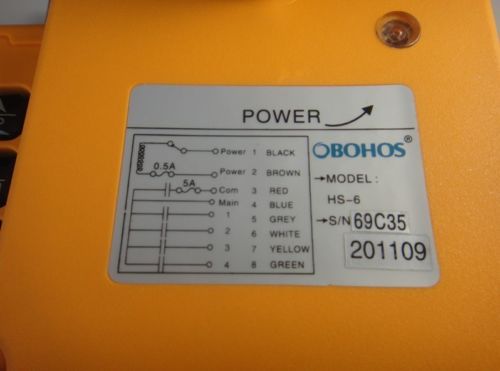 POWER
OBOHOS®
Power 1 BLACK
0.5A
Power 2 BROWN
5A
Com 3 RED
Main 4 BLUE
1 5 GREY
2 6 WHITE
3 7 YELLOW
4 8 GREEN
→MODEL:
HS-6
→S/N 69C35
201109